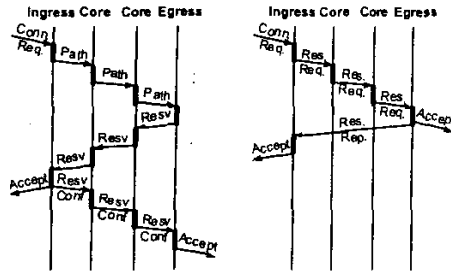 Ingress Core Core Egress
Conn.
Req.
Path
Path
Path
Resv
Resv
Resv
Accept
Resv
Conf
Resv
Conf
Resv
Conf
Accept
Ingress Core Core Egress
Conn.
Req.
Res.
Req.
Res.
Req.
Res.
Req.
Accept
Res.
Rep.
Accept